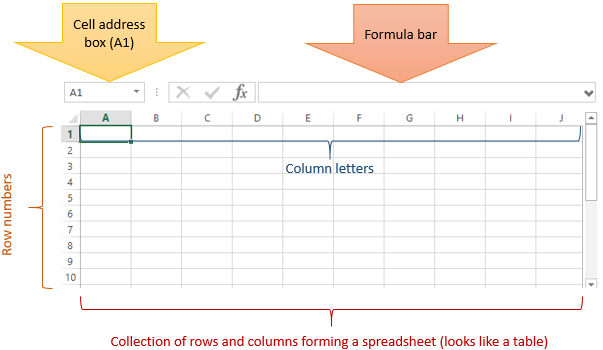 Cell address
box (A1)
Formula bar
A1
fx
A B C D E F G H I J
1
2
3
4
5
6
7
8
9
10
Column letters
Row numbers
Collection of rows and columns forming a spreadsheet (looks like a table)